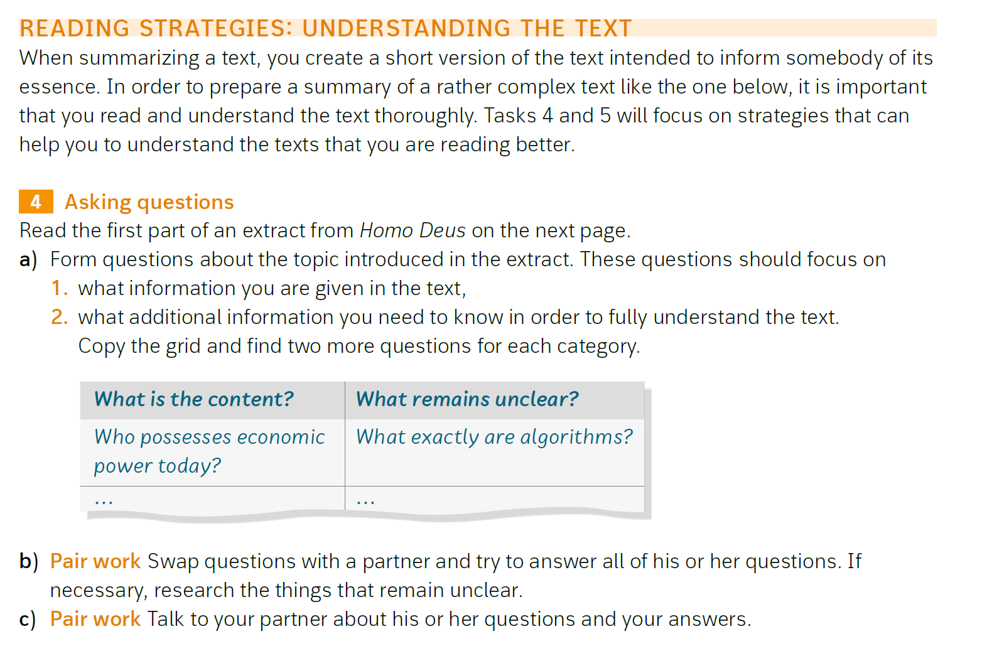 READING STRATEGIES: UNDERSTANDING THE TEXT
When summarizing a text, you create a short version of the text intended to inform somebody of its
essence. In order to prepare a summary of a rather complex text like the one below, it is important
that you read and understand the text thoroughly. Tasks 4 and 5 will focus on strategies that can
help you to understand the texts that you are reading better.
4 Asking questions
Read the first part of an extract from Homo Deus on the next page.
a) Form questions about the topic introduced in the extract. These questions should focus on
1. what information you are given in the text,
2. what additional information you need to know in order to fully understand the text.
Copy the grid and find two more questions for each category.
What is the content? What remains unclear?
Who possesses economic What exactly are algorithms?
power today?
... ...
b) Pair work Swap questions with a partner and try to answer all of his or her questions. If
necessary, research the things that remain unclear.
c) Pair work Talk to your partner about his or her questions and your answers.